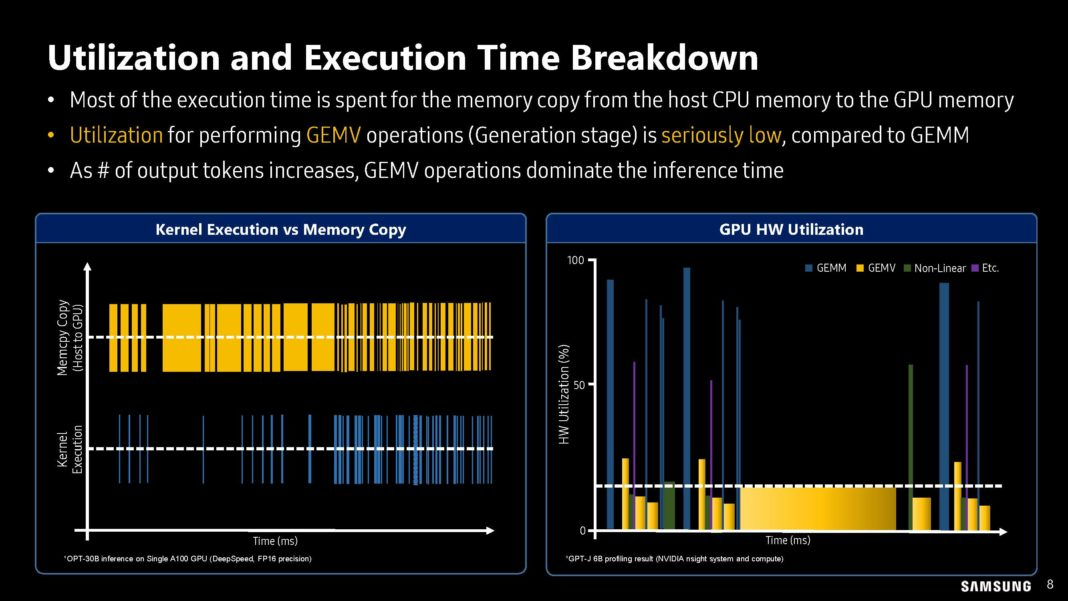 Utilization and Execution Time Breakdown
• Most of the execution time is spent for the memory copy from the host CPU memory to the GPU memory
• Utilization for performing GEMV operations (Generation stage) is seriously low, compared to GEMM
• As # of output tokens increases, GEMV operations dominate the inference time
Kernel Execution vs Memory Copy
Memcpy Copy
(Host to GPU)
Kernel
Execution
Time (ms)
*OPT-30B inference on Single A100 GPU (DeepSpeed, FP16 precision)
GPU HW Utilization
100
GEMM GEMV Non-Linear Etc.
HW Utilization (%)
50
0
Time (ms)
*GPT-J 6B profiling result (NVIDIA nsight system and compute)
SAMSUNG 8